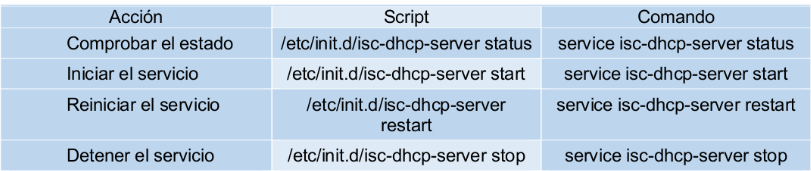 Acción Script Comando
Comprobar el estado /etc/init.d/isc-dhcp-server status service isc-dhcp-server status
Iniciar el servicio /etc/init.d/isc-dhcp-server start service isc-dhcp-server start
Reiniciar el servicio /etc/init.d/isc-dhcp-server service isc-dhcp-server restart
restart
Detener el servicio /etc/init.d/isc-dhcp-server stop service isc-dhcp-server stop